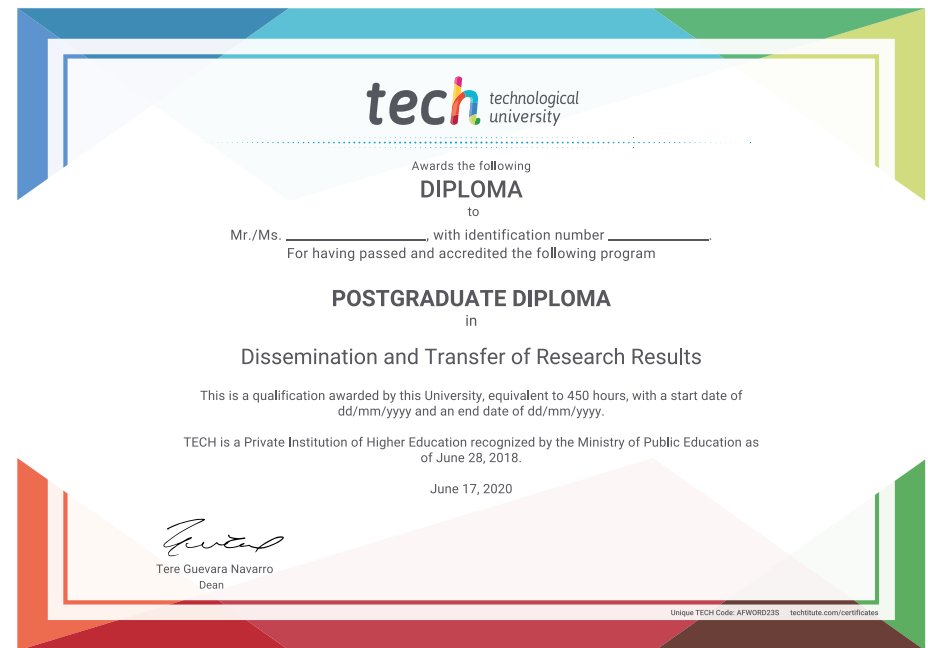 tech technological
university
Awards the following
DIPLOMA
to
Mr./Ms. ____________________, with identification number ______________.
For having passed and accredited the following program
POSTGRADUATE DIPLOMA
in
Dissemination and Transfer of Research Results
This is a qualification awarded by this University, equivalent to 450 hours, with a start date of
dd/mm/yyyy and an end date of dd/mm/yyyy.
TECH is a Private Institution of Higher Education recognized by the Ministry of Public Education as
of June 28, 2018.
June 17, 2020
Tere Guevara Navarro
Dean
Unique TECH Code: AFWORD23S techtitute.com/certificates